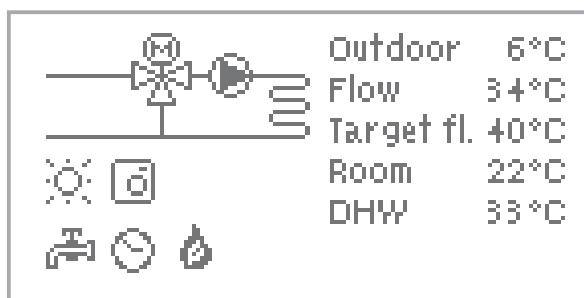 M
Outdoor 6°C
Flow 34°C
Target fl. 40°C
Room 22°C
DHW 33°C